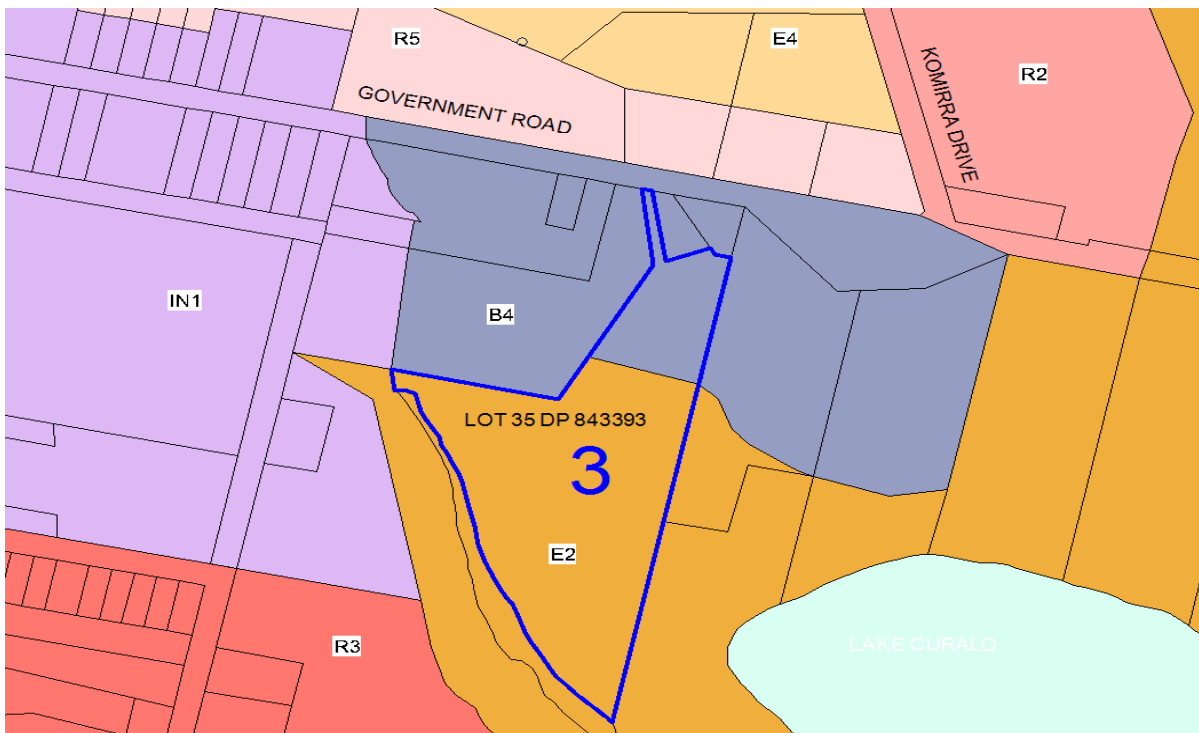 R5
E4
R2
GOVERNMENT ROAD
KOMIRRA DRIVE
IN1
B4
LOT 35 DP 843393
3
E2
R3
LAKE CURALO